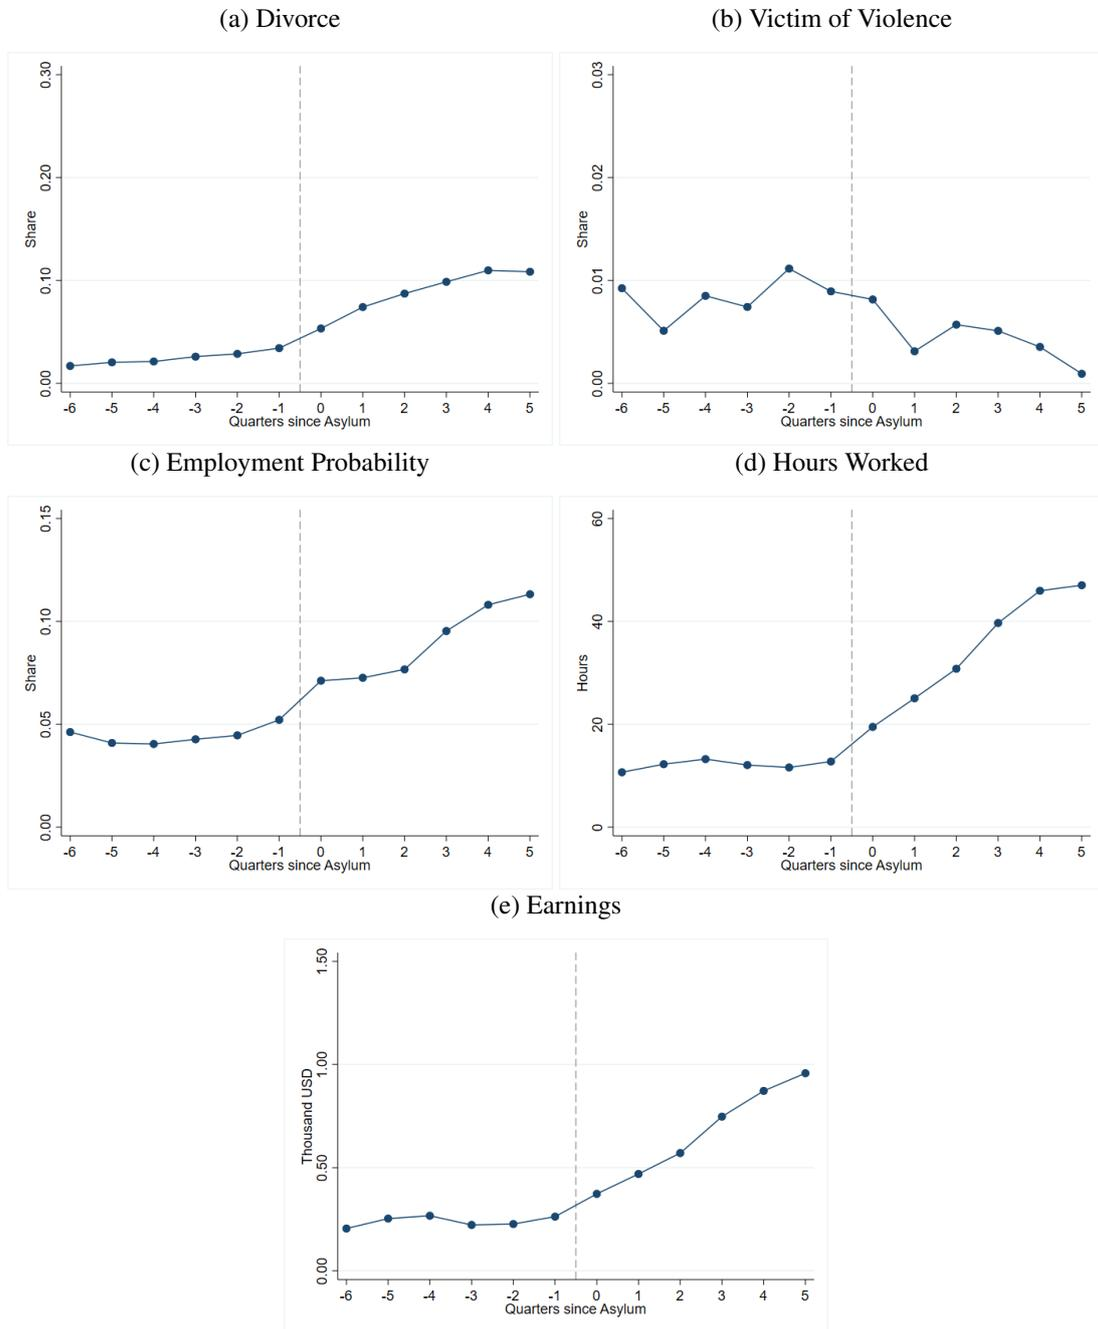 (a) Divorce
(b) Victim of Violence
0.30
0.20
0.10
0.00
Share
-6 -5 -4 -3 -2 -1 0 1 2 3 4 5
Quarters since Asylum
0.03
0.02
0.01
0.00
Share
-6 -5 -4 -3 -2 -1 0 1 2 3 4 5
Quarters since Asylum
(c) Employment Probability
(d) Hours Worked
0.15
0.10
0.05
0.00
Share
-6 -5 -4 -3 -2 -1 0 1 2 3 4 5
Quarters since Asylum
60
40
20
0
Hours
-6 -5 -4 -3 -2 -1 0 1 2 3 4 5
Quarters since Asylum
(e) Earnings
1.50
1.00
0.50
0.00
Thousand USD
-6 -5 -4 -3 -2 -1 0 1 2 3 4 5
Quarters since Asylum